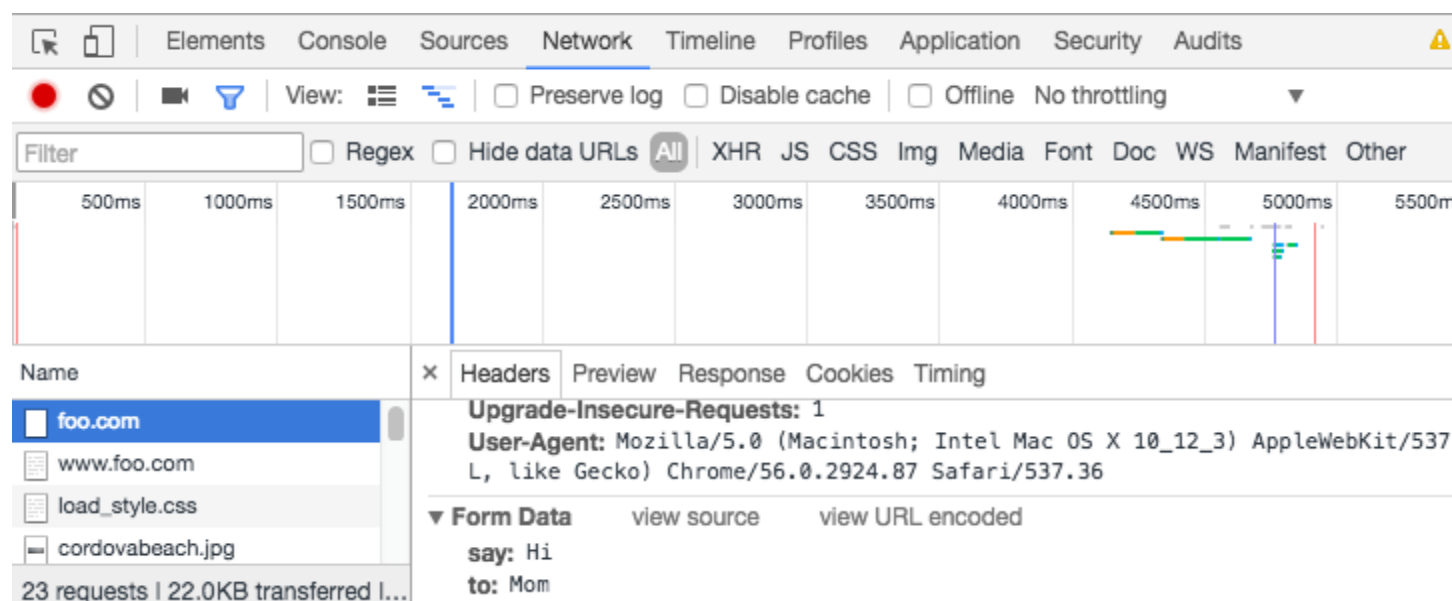 Elements Console Sources Network Timeline Profiles Application Security Audits
View: Preserve log Disable cache Offline No throttling
Filter Regex Hide data URLs All XHR JS CSS Img Media Font Doc WS Manifest Other
500ms 1000ms 1500ms 2000ms 2500ms 3000ms 3500ms 4000ms 4500ms 5000ms 5500m
Name × Headers Preview Response Cookies Timing
foo.com
www.foo.com
load_style.css
cordovabeach.jpg
23 requests | 22.0KB transferred | ...
Upgrade-Insecure-Requests: 1
User-Agent: Mozilla/5.0 (Macintosh; Intel Mac OS X 10_12_3) AppleWebKit/537
L, like Gecko) Chrome/56.0.2924.87 Safari/537.36
▼ Form Data view source view URL encoded
say: Hi
to: Mom